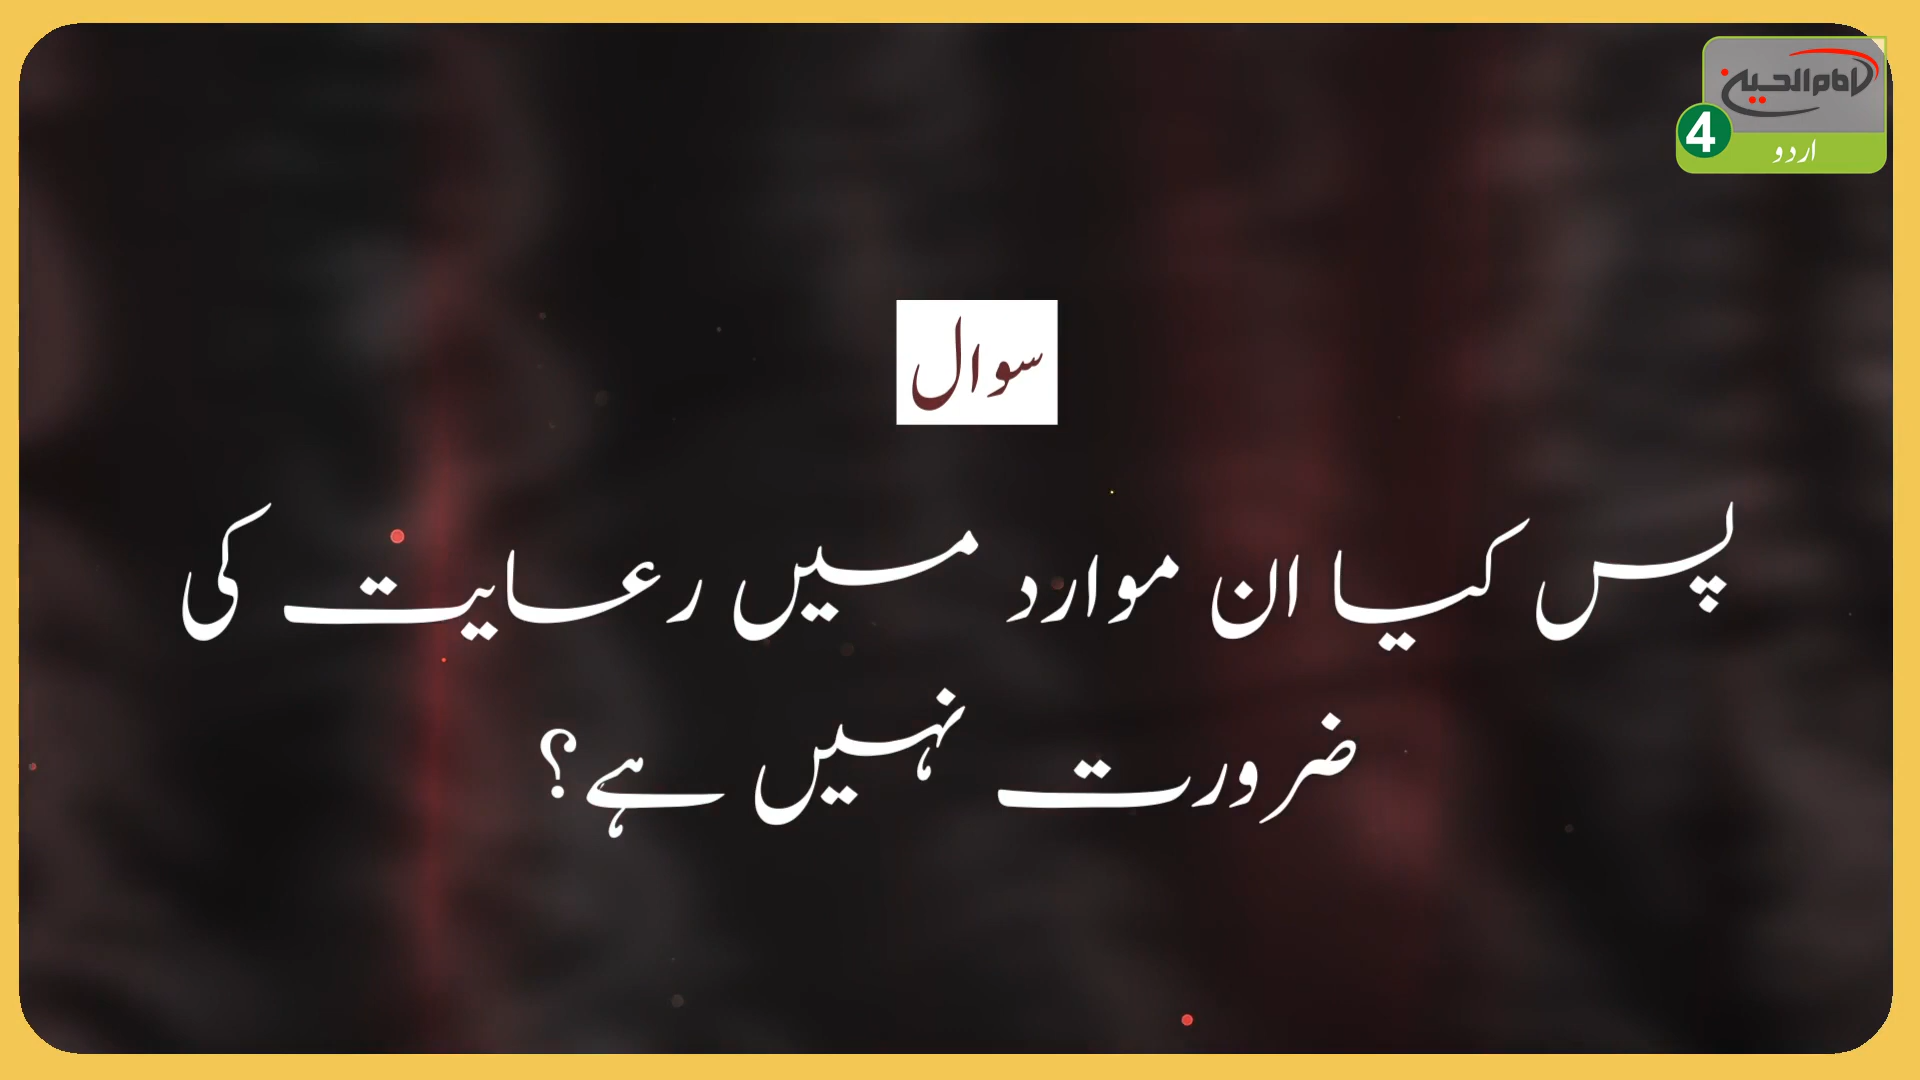 امام الحسین
4
اردو
سوال
پس کیا ان موارد میں رعایت کی
ضرورت نہیں ہے؟